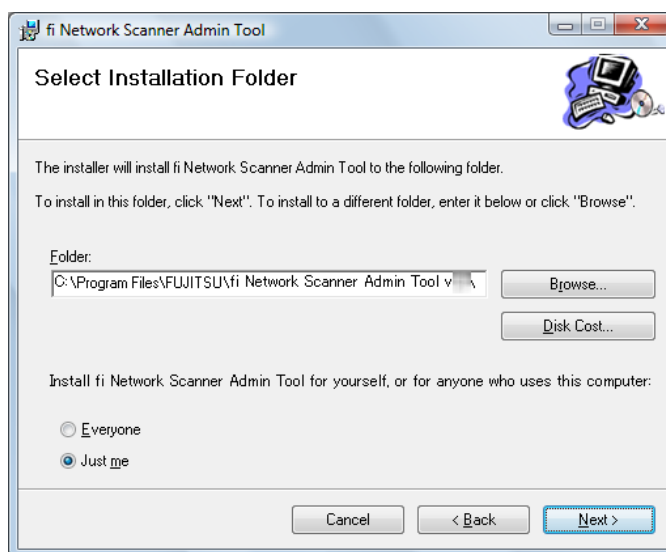 fi Network Scanner Admin Tool
Select Installation Folder
The installer will install fi Network Scanner Admin Tool to the following folder.
To install in this folder, click "Next". To install to a different folder, enter it below or click "Browse".
Folder:
C:\Program Files\FUJITSU\fi Network Scanner Admin Tool v \
Browse...
Disk Cost...
Install fi Network Scanner Admin Tool for yourself, or for anyone who uses this computer:
Everyone
Just me
Cancel
< Back
Next >